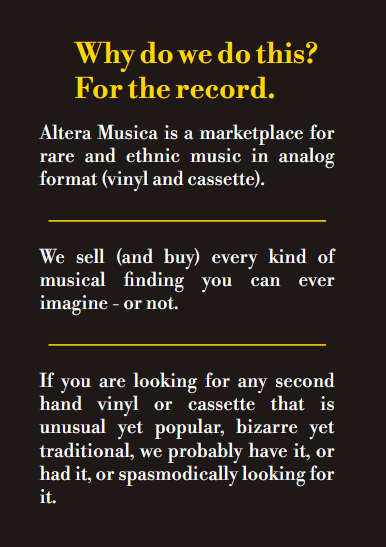 Why do we do this?
For the record.
Altera Musica is a marketplace for
rare and ethnic music in analog
format (vinyl and cassette).
We sell (and buy) every kind of
musical finding you can ever
imagine - or not.
If you are looking for any second
hand vinyl or cassette that is
unusual yet popular, bizarre yet
traditional, we probably have it, or
had it, or spasmodically looking for
it.